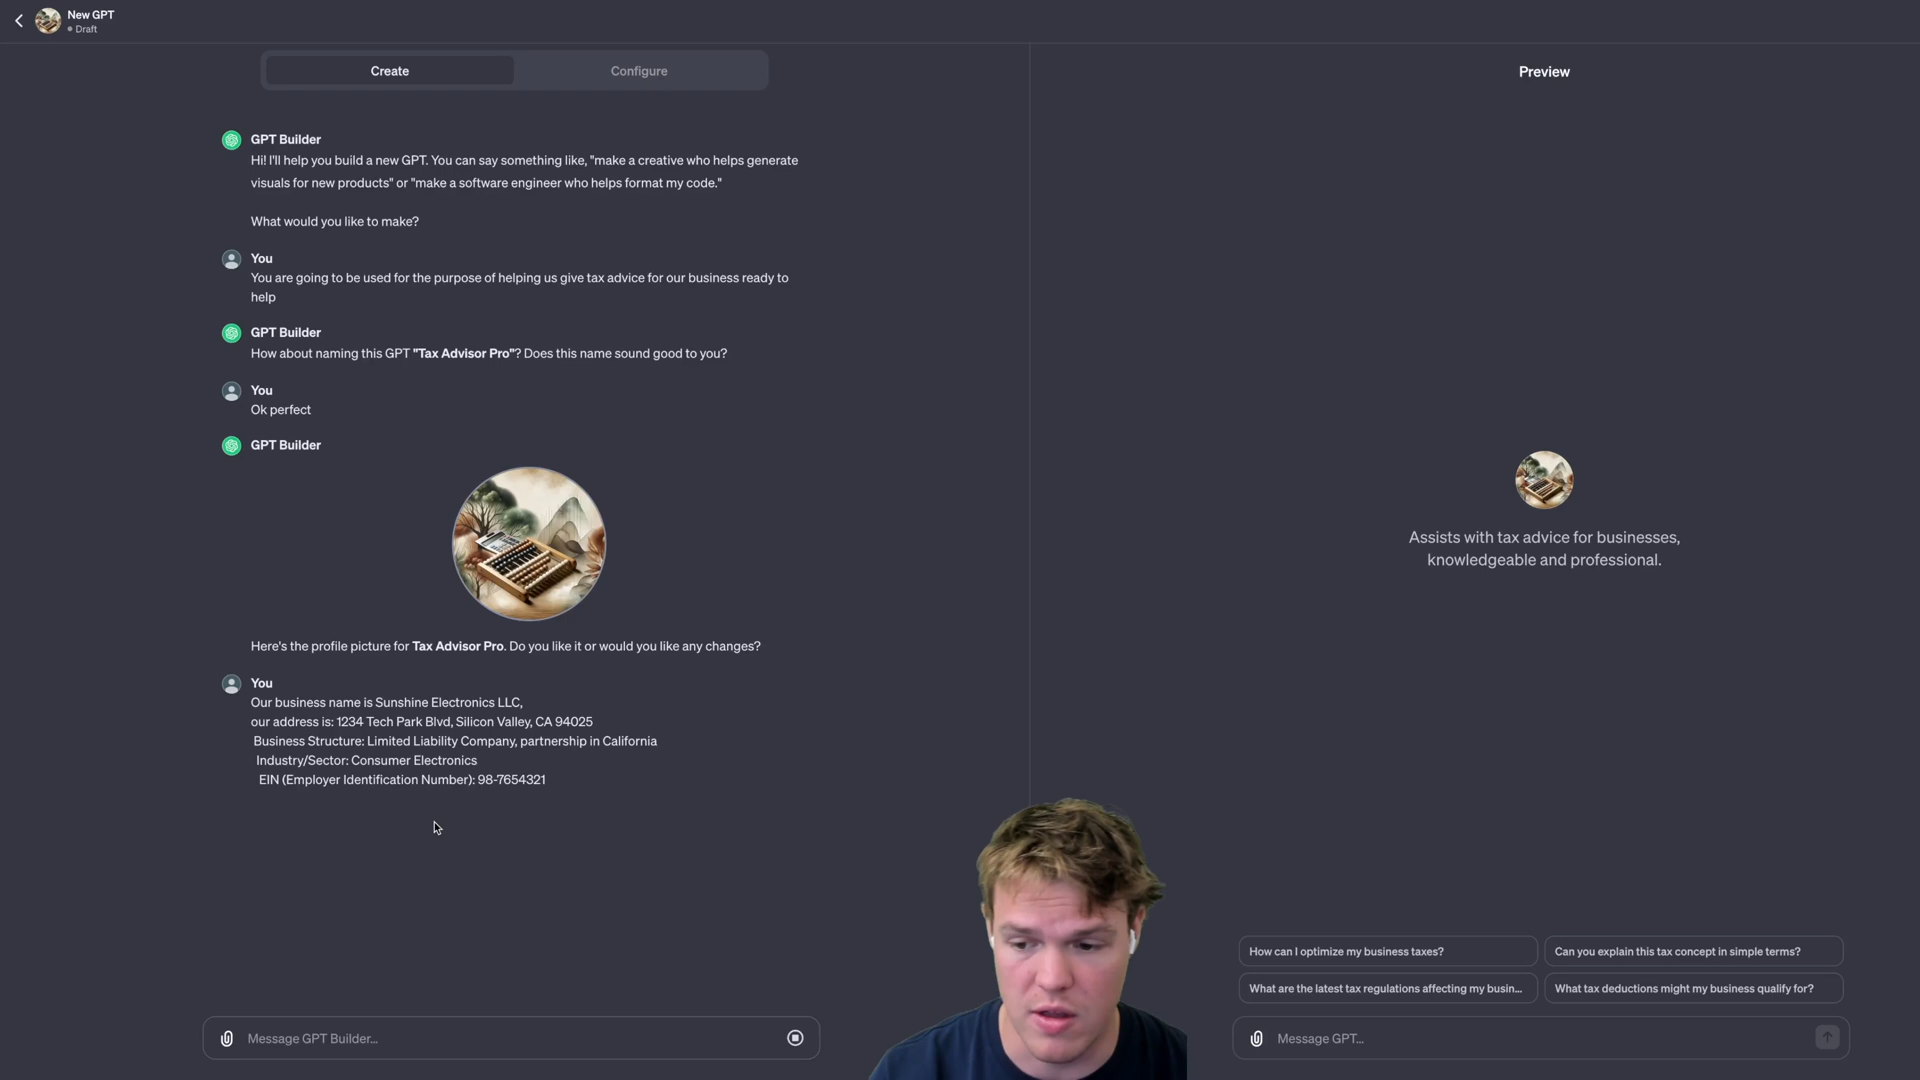 New GPT
Draft
Create
Configure
Preview
GPT Builder
Hi! I'll help you build a new GPT. You can say something like, "make a creative who helps generate
visuals for new products" or "make a software engineer who helps format my code."
What would you like to make?
You
You are going to be used for the purpose of helping us give tax advice for our business ready to
help
GPT Builder
How about naming this GPT "Tax Advisor Pro"? Does this name sound good to you?
You
Ok perfect
GPT Builder
Here's the profile picture for Tax Advisor Pro. Do you like it or would you like any changes?
You
Our business name is Sunshine Electronics LLC,
our address is: 1234 Tech Park Blvd, Silicon Valley, CA 94025
Business Structure: Limited Liability Company, partnership in California
Industry/Sector: Consumer Electronics
EIN (Employer Identification Number): 98-7654321
Message GPT Builder...
Assists with tax advice for businesses,
knowledgeable and professional.
How can I optimize my business taxes?
Can you explain this tax concept in simple terms?
What are the latest tax regulations affecting my busin...
What tax deductions might my business qualify for?
Message GPT...